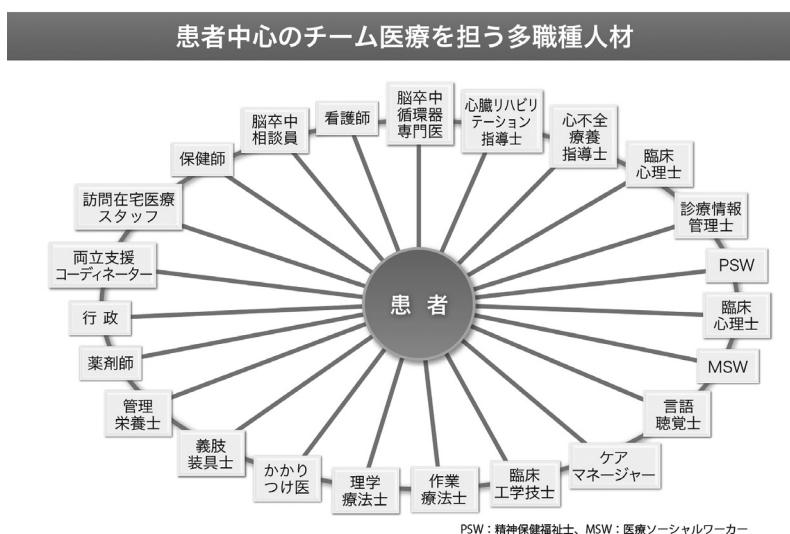 患者中心のチーム医療を担う多職種人材
脳卒中
循環器
専門医
心臓リハビリ
テーション
指導士
心不全
療養
指導士
臨床
心理士
診療情報
管理士
PSW
臨床
心理士
MSW
言語
聴覚士
ケア
マネージャー
臨床
工学技士
作業
療法士
理学
療法士
かかり
つけ医
義肢
装具士
管理
栄養士
薬剤師
行政
両立支援
コーディネーター
訪問在宅医療
スタッフ
保健師
脳卒中
相談員
看護師
患者
PSW：精神保健福祉士、MSW：医療ソーシャルワーカー